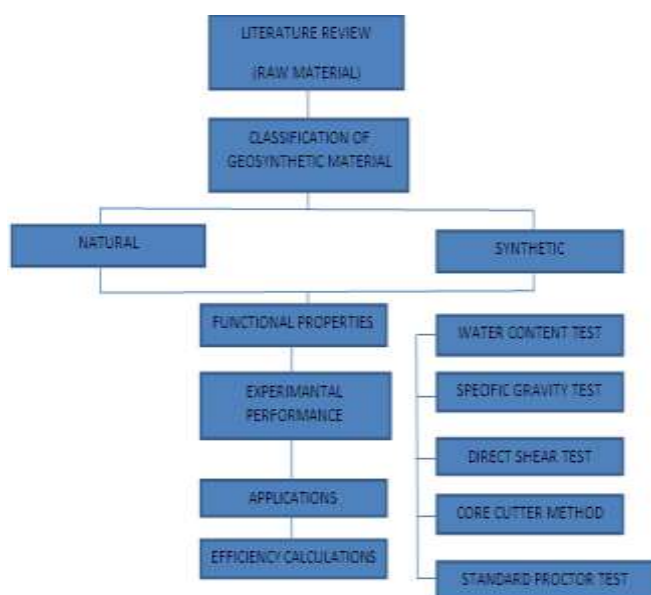 LITERATURE REVIEW
(RAW MATERIAL)
CLASSIFICATION OF
GEOSYNTHETIC MATERIAL
NATURAL
SYNTHETIC
FUNCTIONAL PROPERTIES
EXPERIMANTAL
PERFORMANCE
APPLICATIONS
EFFICIENCY CALCULATIONS
WATER CONTENT TEST
SPECIFIC GRAVITY TEST
DIRECT SHEAR TEST
CORE CUTTER METHOD
STANDARD PROCTOR TEST